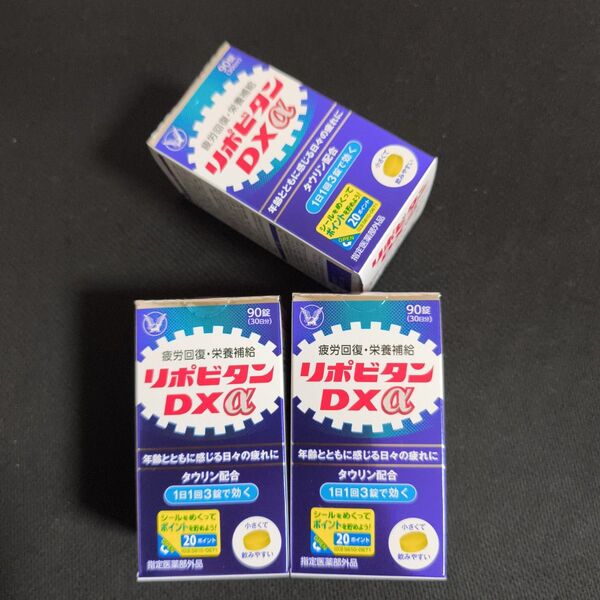 90錠
(30日分)
疲労回復・栄養補給
リポビタン
DXα
年齢とともに感じる日々の疲れに
タウリン配合
1日1回3錠で効く
小さくて
飲みやすい
シールをめくって
ポイントを貯めよう!
20ポイント
OPEN
指定医薬部外品
90錠
(30日分)
疲労回復・栄養補給
リポビタン
DXα
年齢とともに感じる日々の疲れに
タウリン配合
1日1回3錠で効く
シールをめくって
ポイントを貯めよう!
20ポイント
小さくて
飲みやすい
指定医薬部外品
90錠
(30日分)
疲労回復・栄養補給
リポビタン
DXα
年齢とともに感じる日々の疲れに
タウリン配合
1日1回3錠で効く
シールをめくって
ポイントを貯めよう!
20ポイント
小さくて
飲みやすい
指定医薬部外品